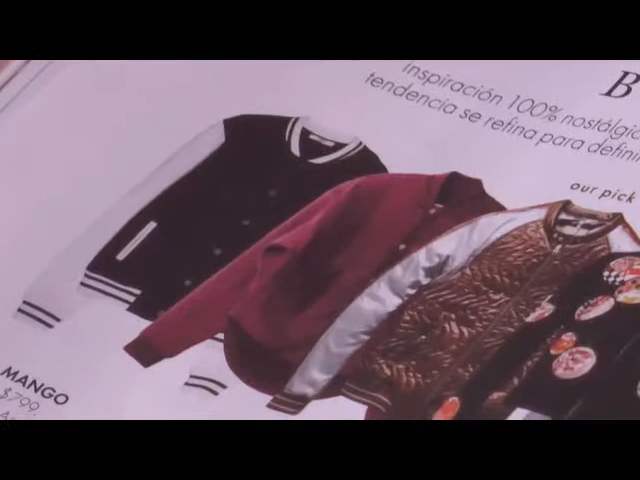 B
Inspiración 100% nostálgic
tendencia se refina para defini
our pick
MANGO
$799